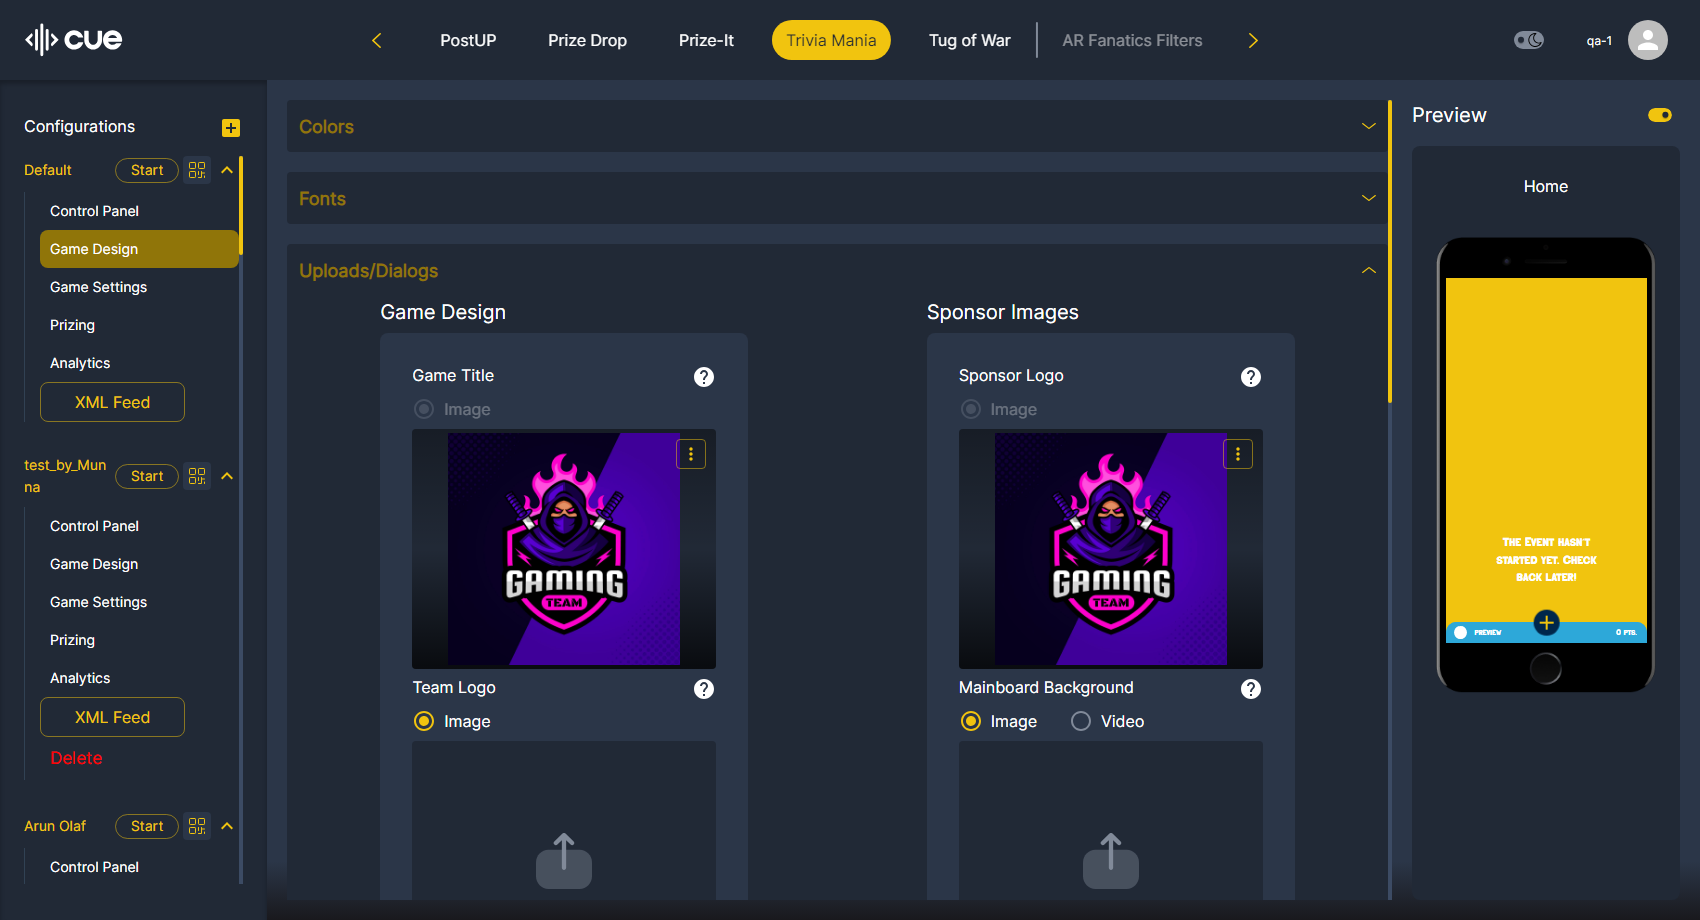 cue
PostUP
Prize Drop
Prize-It
Trivia Mania
Tug of War
AR Fanatics Filters
qa-1
Configurations
Default
Start
Control Panel
Game Design
Game Settings
Prizing
Analytics
XML Feed
test_by_Mun
na
Start
Control Panel
Game Design
Game Settings
Prizing
Analytics
XML Feed
Delete
Arun Olaf
Start
Control Panel
Colors
Fonts
Uploads/Dialogs
Game Design
Game Title
Image
GAMING
TEAM
Team Logo
Image
Sponsor Images
Sponsor Logo
Image
GAMING
TEAM
Mainboard Background
Image
Video
Preview
Home
The Event hasn't
started yet. Check
back later!
PREVIEW
0 PTS.